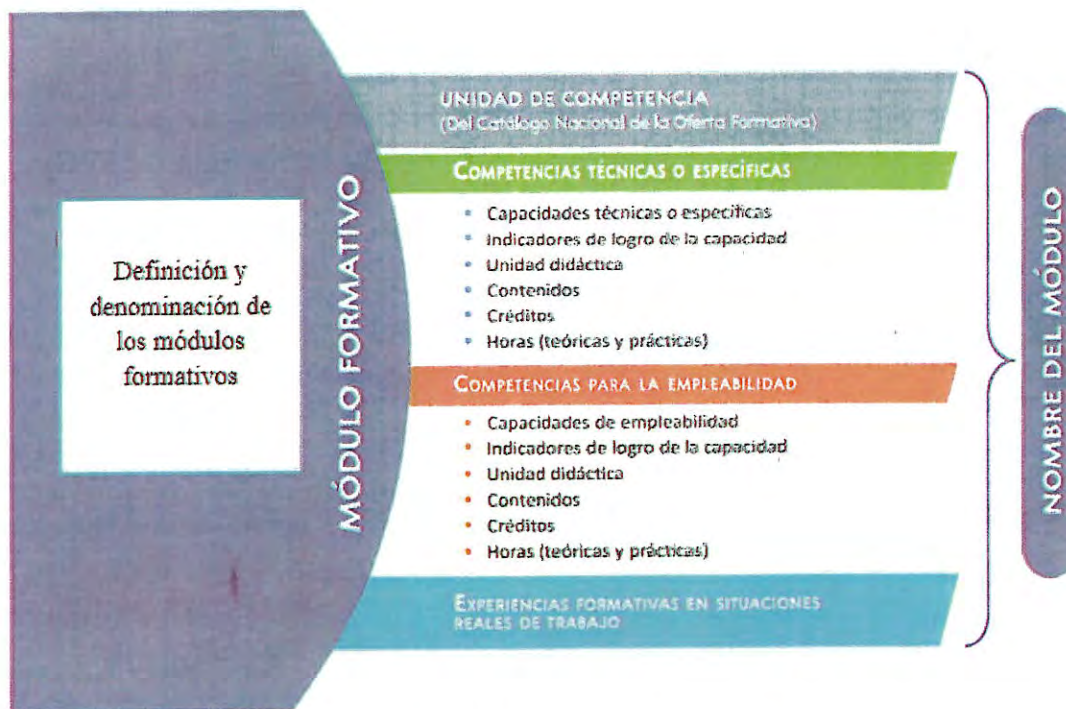 Definición y
denominación de
los módulos
formativos
MÓDULO FORMATIVO
UNIDAD DE COMPETENCIA
(Del Catálogo Nacional de la Oferta Formativa)
COMPETENCIAS TÉCNICAS O ESPECÍFICAS
• Capacidades técnicas o específicas
• Indicadores de logro de la capacidad
• Unidad didáctica
• Contenidos
• Créditos
• Horas (teóricas y prácticas)
COMPETENCIAS PARA LA EMPLEABILIDAD
• Capacidades de empleabilidad
• Indicadores de logro de la capacidad
• Unidad didáctica
• Contenidos
• Créditos
• Horas (teóricas y prácticas)
EXPERIENCIAS FORMATIVAS EN SITUACIONES
REALES DE TRABAJO
NOMBRE DEL MÓDULO